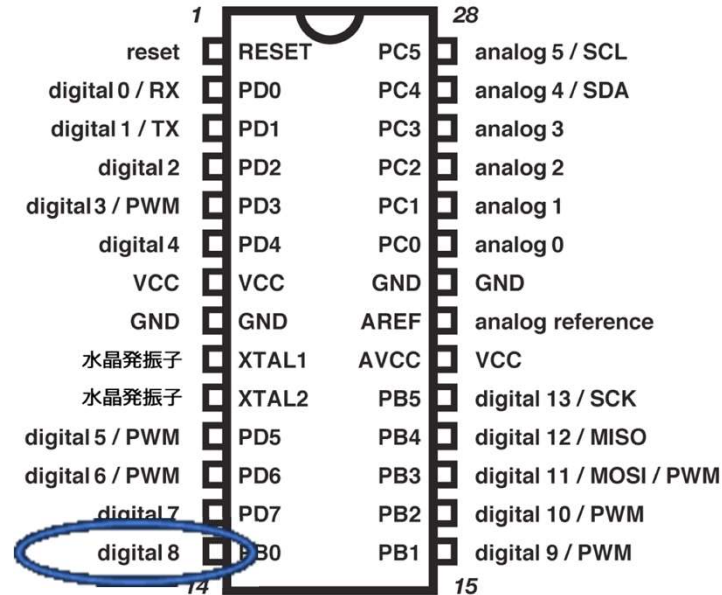 1 28
reset RESET PC5 analog 5 / SCL
digital 0 / RX PD0 PC4 analog 4 / SDA
digital 1 / TX PD1 PC3 analog 3
digital 2 PD2 PC2 analog 2
digital 3 / PWM PD3 PC1 analog 1
digital 4 PD4 PC0 analog 0
VCC VCC GND GND
GND GND AREF analog reference
水晶発振子 XTAL1 AVCC VCC
水晶発振子 XTAL2 PB5 digital 13 / SCK
digital 5 / PWM PD5 PB4 digital 12 / MISO
digital 6 / PWM PD6 PB3 digital 11 / MOSI / PWM
digital 7 PD7 PB2 digital 10 / PWM
digital 8 PB0 PB1 digital 9 / PWM
14 15